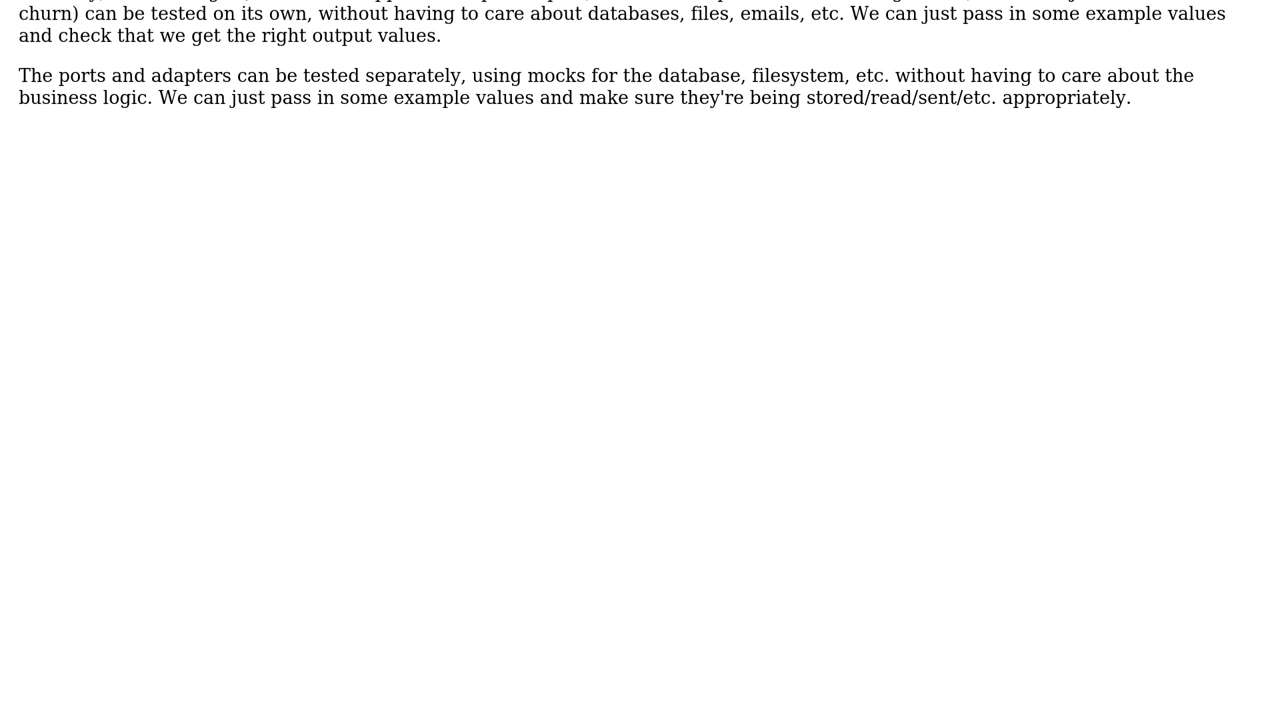 churn) can be tested on its own, without having to care about databases, files, emails, etc. We can just pass in some example values
and check that we get the right output values.
The ports and adapters can be tested separately, using mocks for the database, filesystem, etc. without having to care about the
business logic. We can just pass in some example values and make sure they're being stored/read/sent/etc. appropriately.